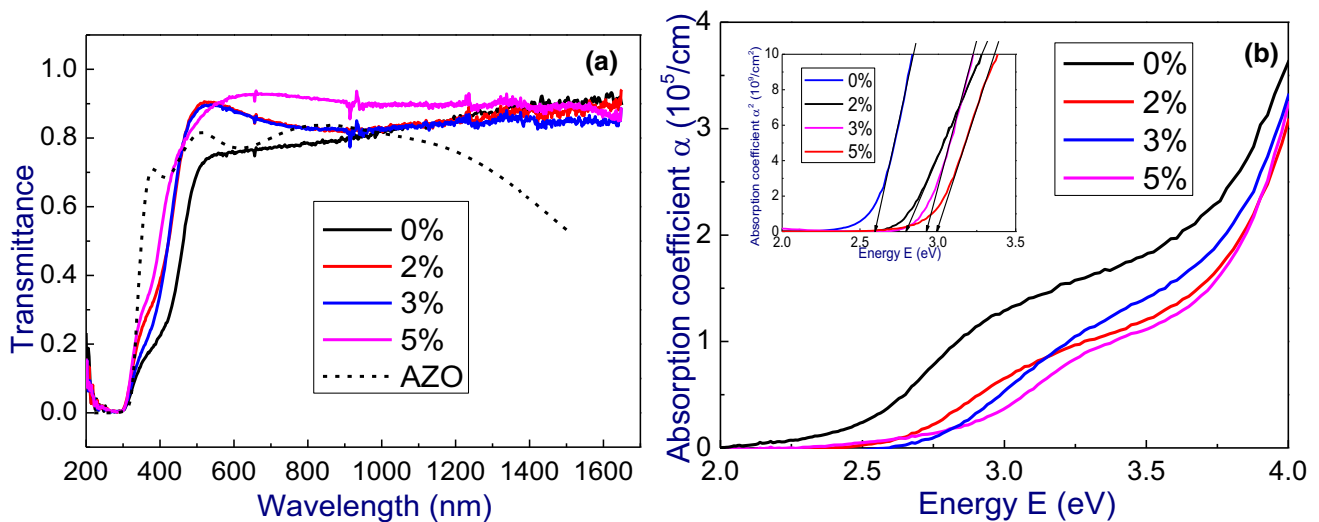 (a)
1.0
0.8
0.6
0.4
0.2
0.0
Transmittance
0%
2%
3%
5%
AZO
200 400 600 800 1000 1200 1400 1600
Wavelength (nm)
(b)
4
3
2
1
0
Absorption coefficient α (10⁵/cm)
0%
2%
3%
5%
2.0 2.5 3.0 3.5 4.0
Energy E (eV)
10
8
6
4
2
0
Absorption coefficient α² (10⁹/cm²)
0%
2%
3%
5%
2.0 2.5 3.0 3.5
Energy E (eV)